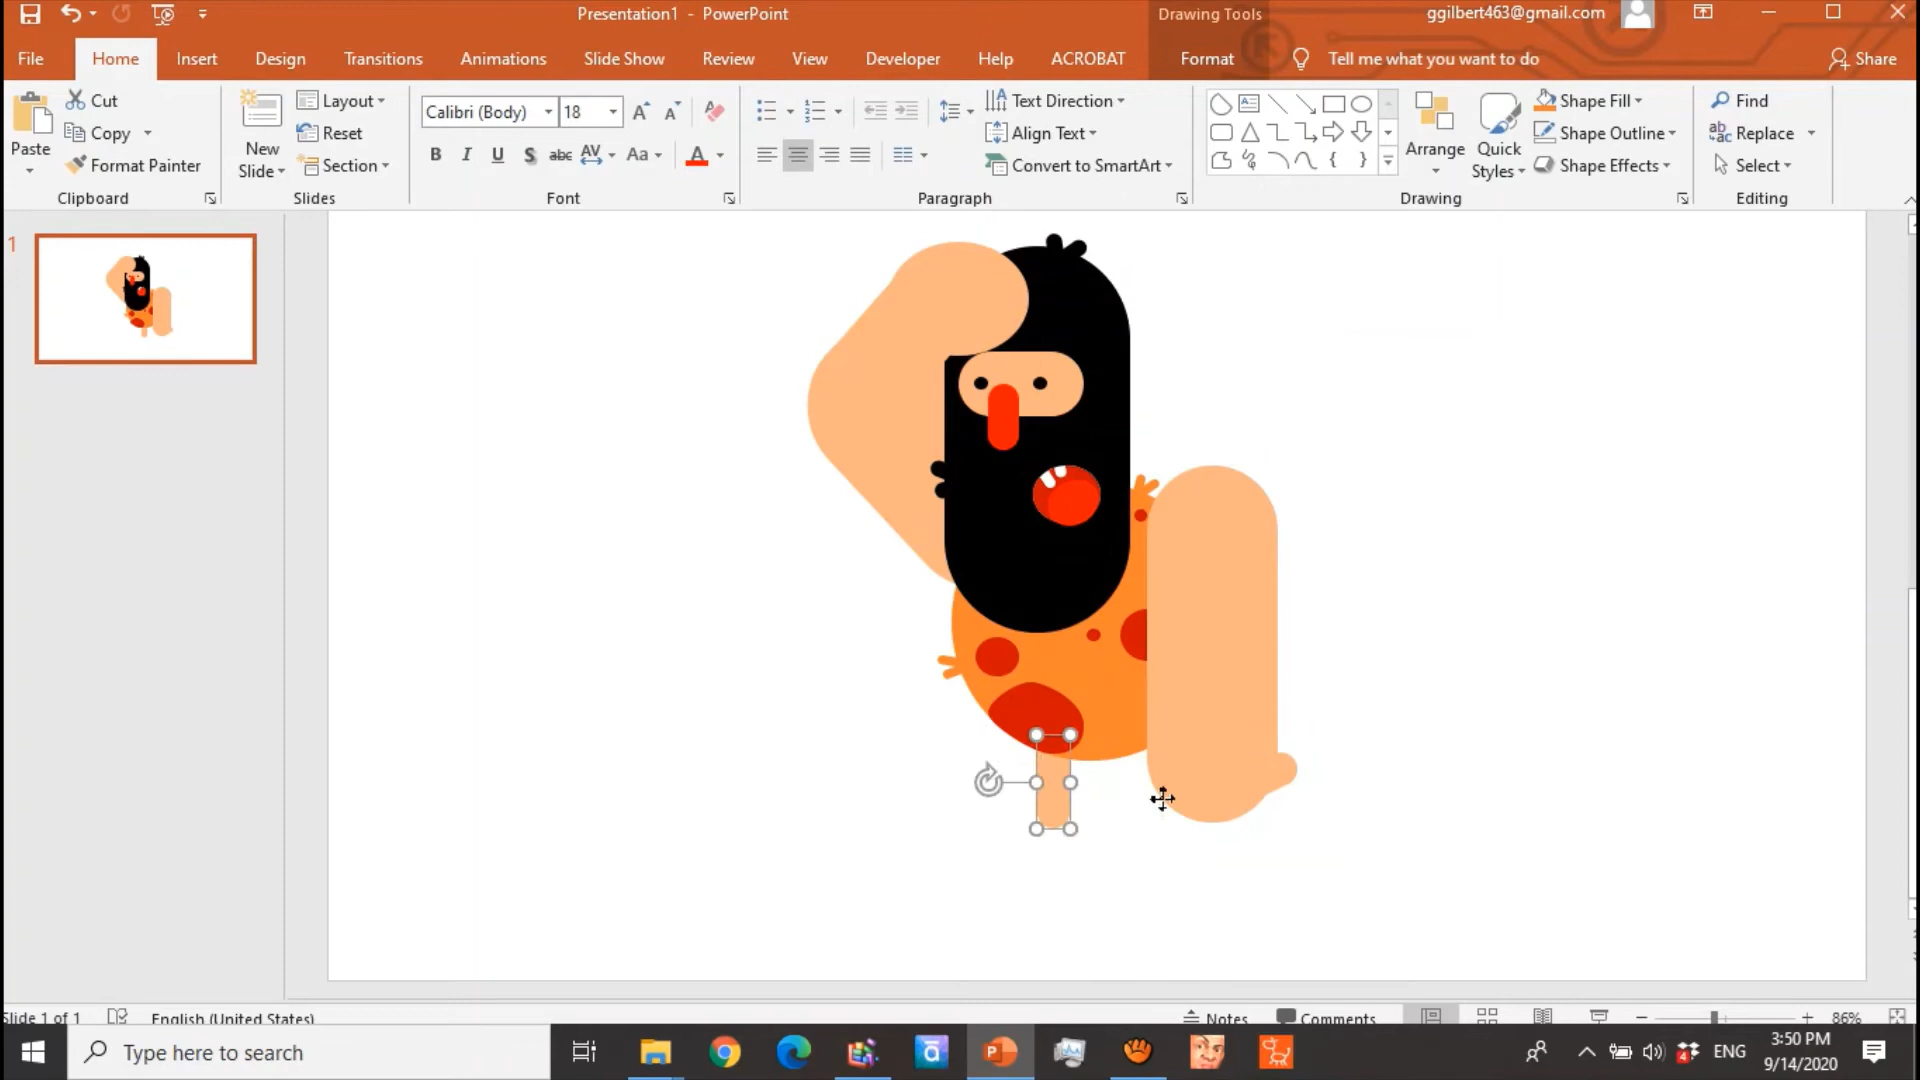 Presentation1 - PowerPoint
Drawing Tools
ggilbert463@gmail.com
File Home Insert Design Transitions Animations Slide Show Review View Developer Help ACROBAT Format Tell me what you want to do Share
Paste
Cut
Copy
Format Painter
Clipboard
New Slide
Layout
Reset
Section
Slides
Calibri (Body) 18
B I U S abc AV Aa A
Font
Text Direction
Align Text
Convert to SmartArt
Paragraph
Arrange
Quick Styles
Shape Fill
Shape Outline
Shape Effects
Drawing
Find
Replace
Select
Editing
1
Slide 1 of 1 English (United States) Notes Comments 86%
Type here to search
ENG
3:50 PM
9/14/2020